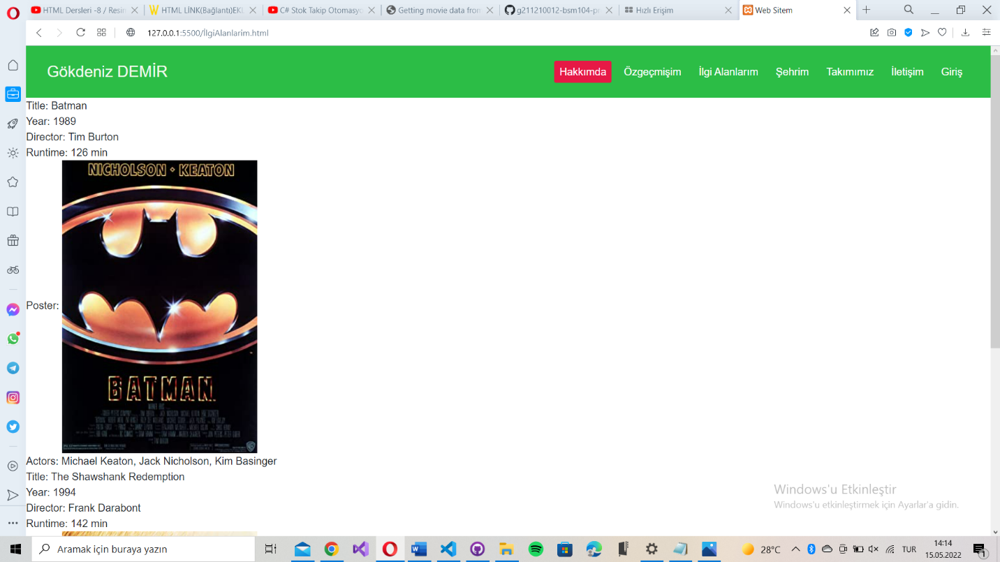 HTML Dersleri -8 / Resim
HTML LİNK(Bağlantı)EKL
C# Stok Takip Otomasyo
Getting movie data from
g211210012-bsm104-pr
Hızlı Erişim
Web Sitem
127.0.0.1:5500/İlgiAlanlarim.html
Gökdeniz DEMİR
Hakkımda
Özgeçmişim
İlgi Alanlarım
Şehrim
Takımımız
İletişim
Giriş
Title: Batman
Year: 1989
Director: Tim Burton
Runtime: 126 min
NICHOLSON • KEATON
Poster:
BATMAN
Actors: Michael Keaton, Jack Nicholson, Kim Basinger
Title: The Shawshank Redemption
Year: 1994
Director: Frank Darabont
Runtime: 142 min
Windows'u Etkinleştir
Windows'u etkinleştirmek için Ayarlar'a gidin.
Aramak için buraya yazın
28°C
TUR
14:14
15.05.2022
1